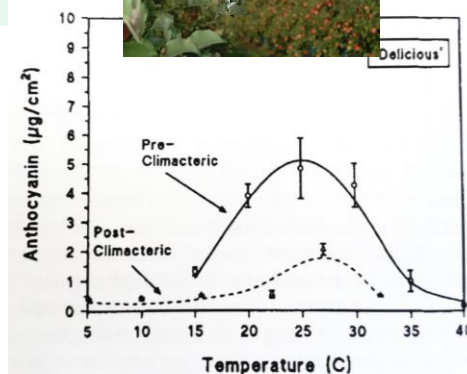 Delicious'
10
9
8
7
6
5
4
3
2
1
0
Anthocyanin (µg/cm²)
Pre-
Climacteric
Post-
Climacteric
5 10 15 20 25 30 35 40
Temperature (C)